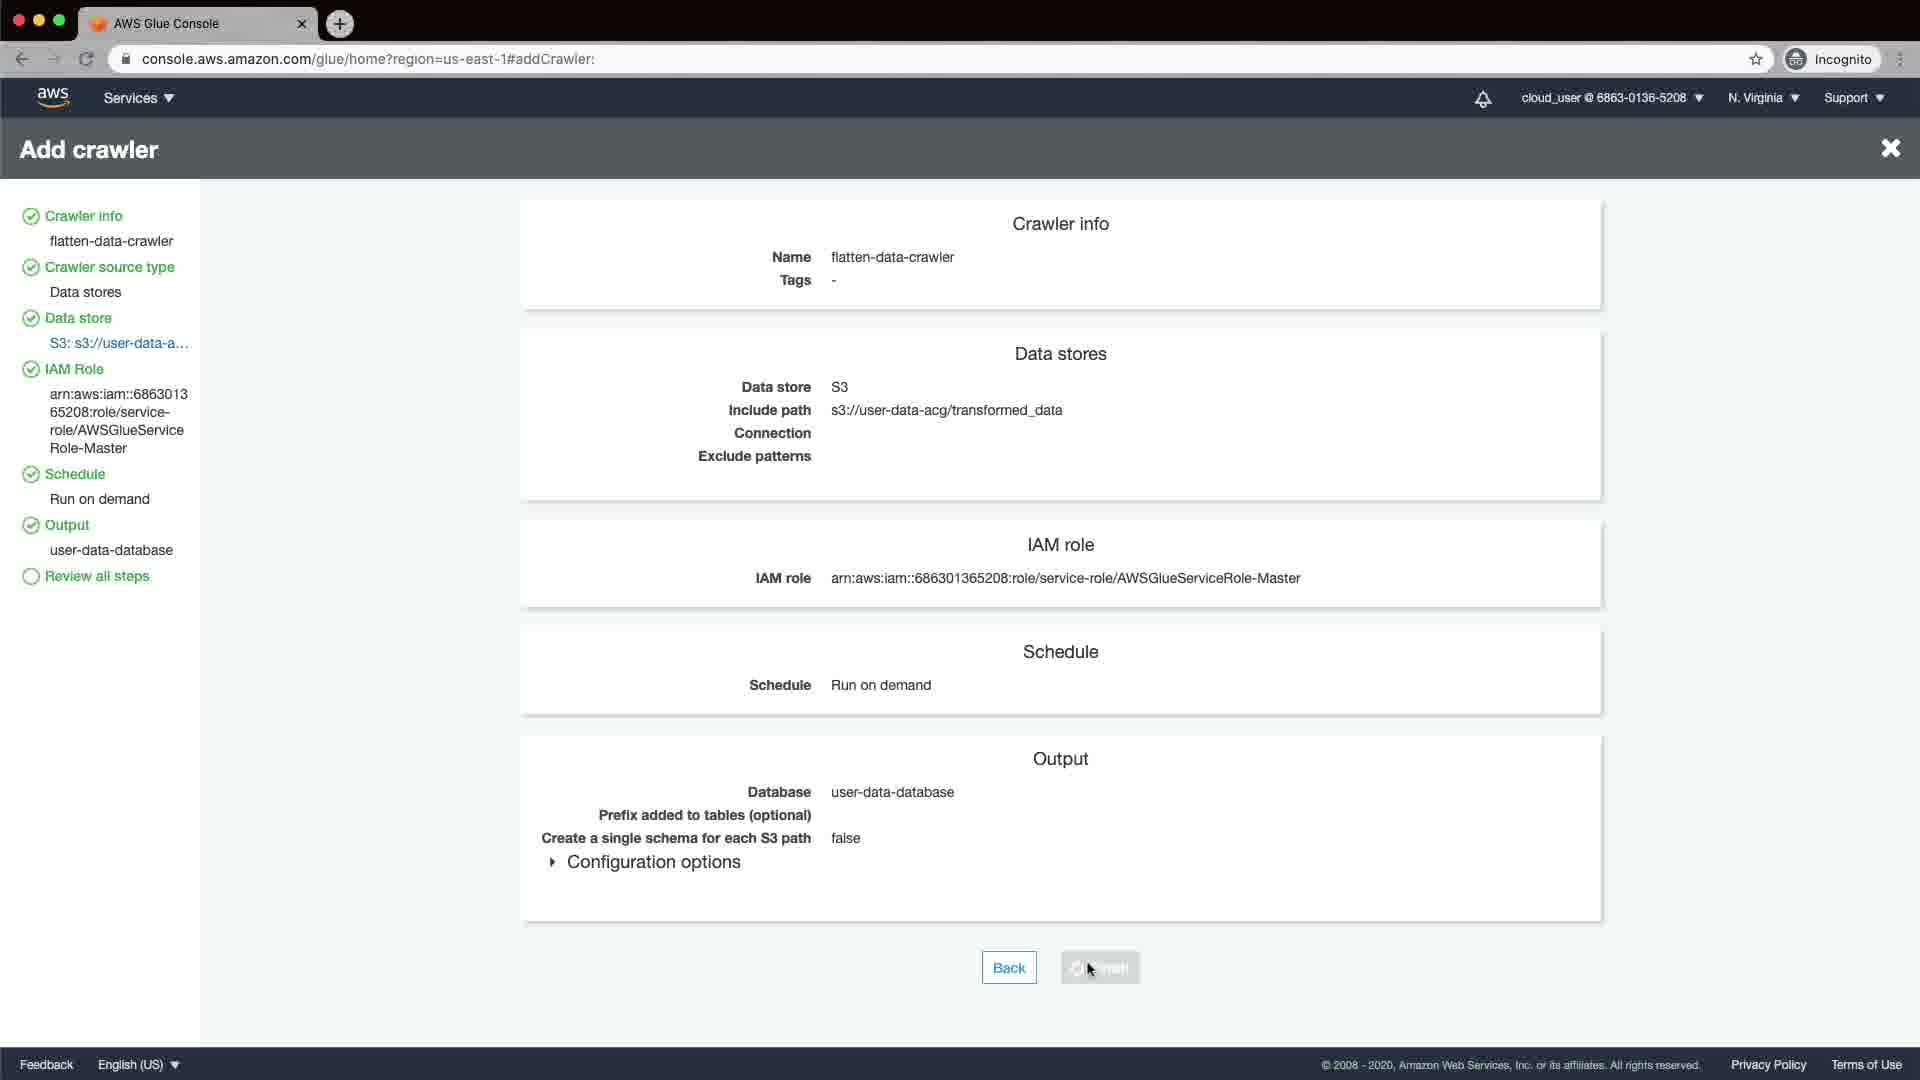 AWS Glue Console
console.aws.amazon.com/glue/home?region=us-east-1#addCrawler:
Incognito
aws
Services
cloud_user @ 6863-0136-5208
N. Virginia
Support
Add crawler
Crawler info
flatten-data-crawler
Crawler source type
Data stores
Data store
S3: s3://user-data-a…
IAM Role
arn:aws:iam::686301
365208:role/service-
role/AWSGlueService
Role-Master
Schedule
Run on demand
Output
user-data-database
Review all steps
Crawler info
Name flatten-data-crawler
Tags -
Data stores
Data store S3
Include path s3://user-data-acg/transformed_data
Connection
Exclude patterns
IAM role
IAM role arn:aws:iam::686301365208:role/service-role/AWSGlueServiceRole-Master
Schedule
Schedule Run on demand
Output
Database user-data-database
Prefix added to tables (optional)
Create a single schema for each S3 path false
Configuration options
Back
Feedback
English (US)
© 2008 - 2020, Amazon Web Services, Inc. or its affiliates. All rights reserved.
Privacy Policy
Terms of Use